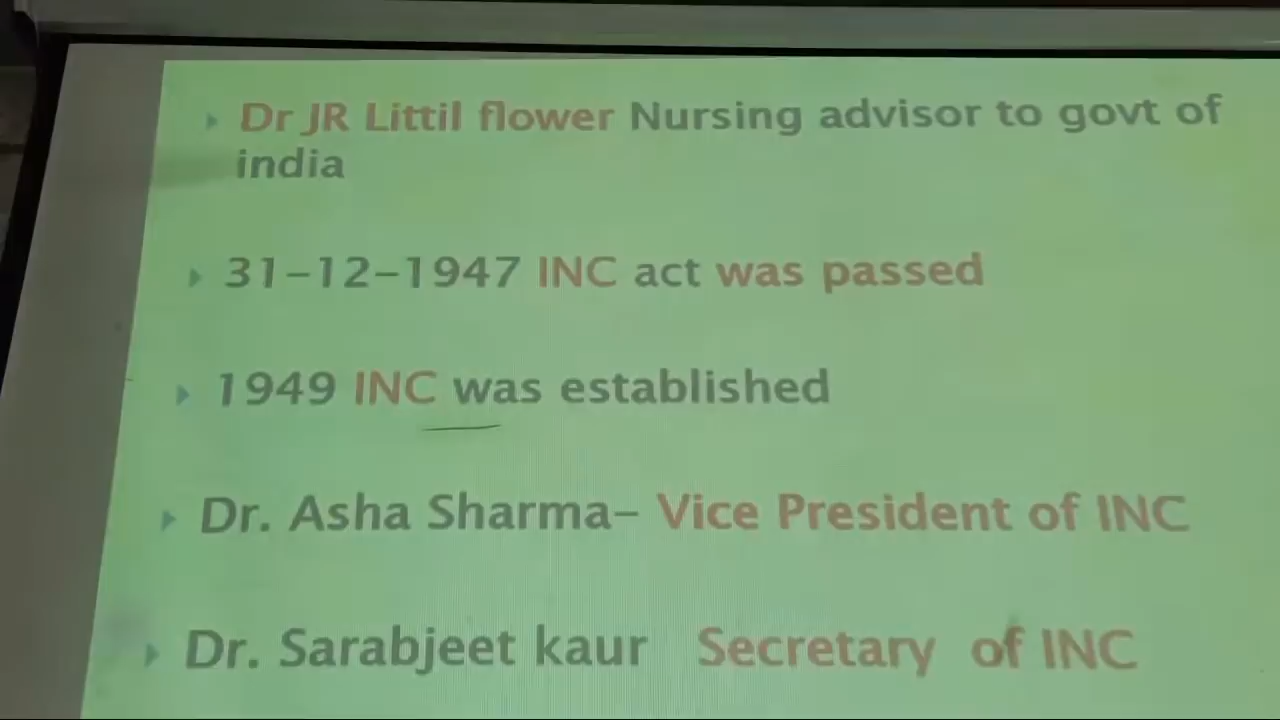 Dr JR Littil flower Nursing advisor to govt of
india
31-12-1947 INC act was passed
1949 INC was established
Dr. Asha Sharma- Vice President of INC
Dr. Sarabjeet kaur Secretary of INC